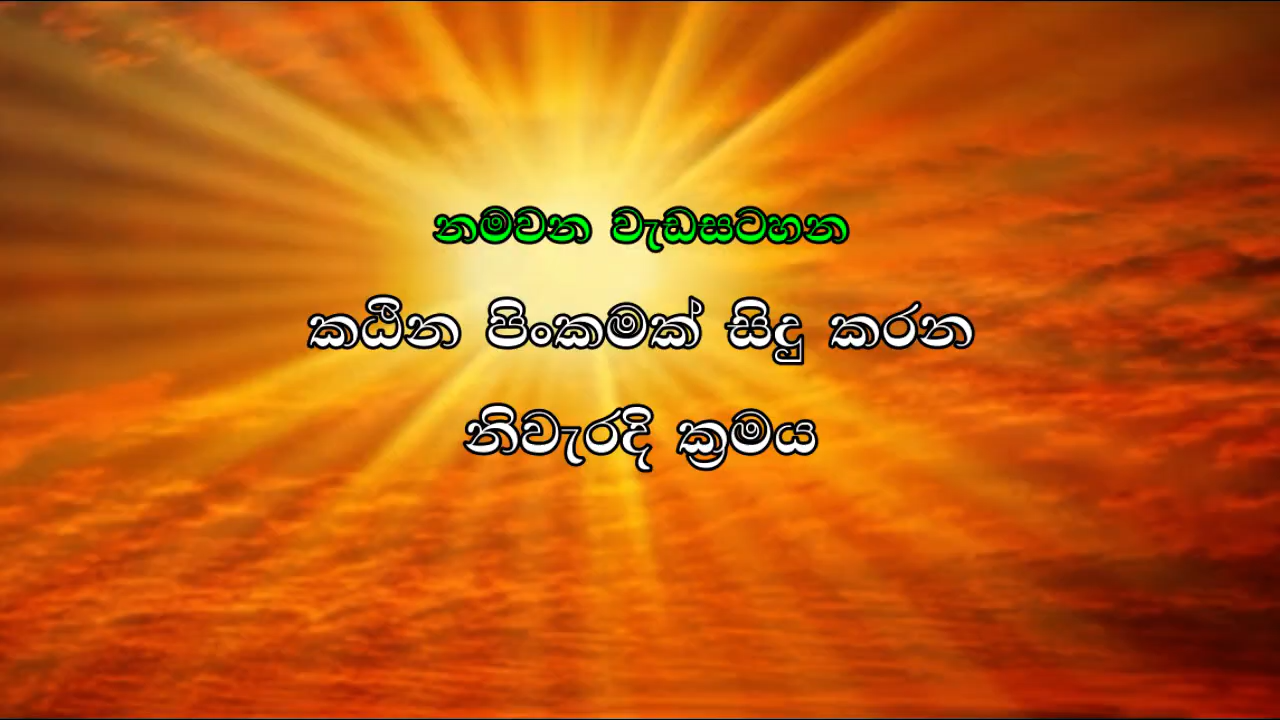 නමවන වැඩසටහන
කඨින පිංකමක් සිදු කරන
නිවැරදි ක්‍රමය